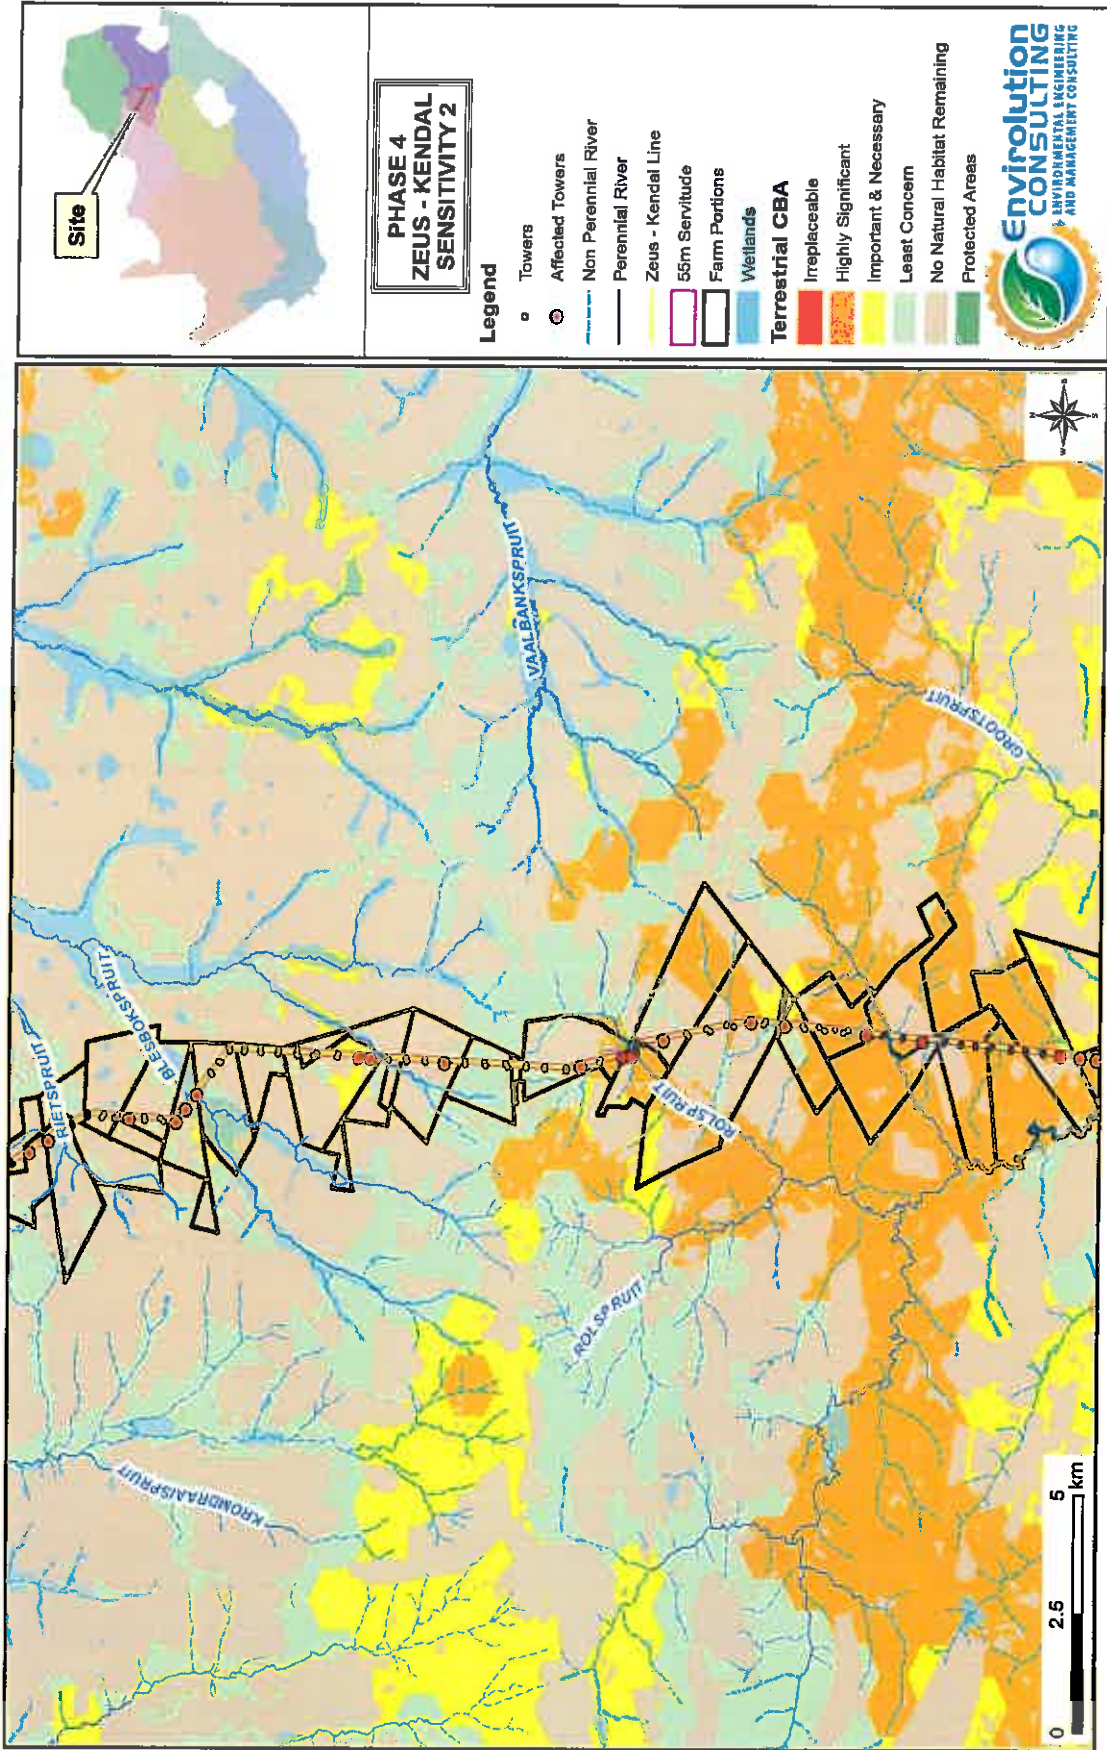 Site
PHASE 4
ZEUS - KENDAL
SENSITIVITY 2
Legend
Towers
Affected Towers
Non Perennial River
Perennial River
Zeus - Kendal Line
55m Servitude
Farm Portions
Wetlands
Terrestrial CBA
Irreplaceable
Highly Significant
Important & Necessary
Least Concern
No Natural Habitat Remaining
Protected Areas
Envirolution
CONSULTING
ENVIRONMENTAL ENGINEERING
AND MANAGEMENT CONSULTING
RIETSPRUIT
BLESBOKSPRUIT
VAALBANKSPRUIT
KROMDRAAISPRUIT
ROLSPRUIT
ROLSPRUIT
GROOTSPRUIT
N
W
E
S
0
2.5
5
km